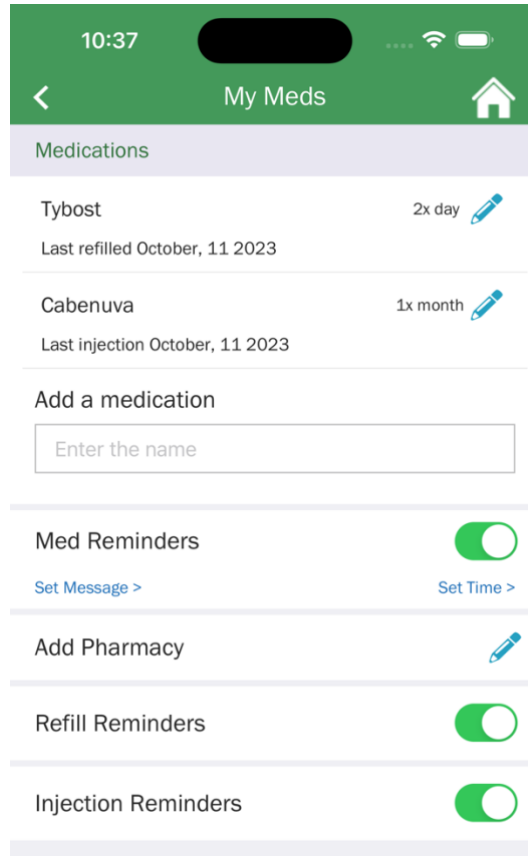 10:37
My Meds
Medications
Tybost 2x day
Last refilled October, 11 2023
Cabenuva 1x month
Last injection October, 11 2023
Add a medication
Enter the name
Med Reminders
Set Message > Set Time >
Add Pharmacy
Refill Reminders
Injection Reminders